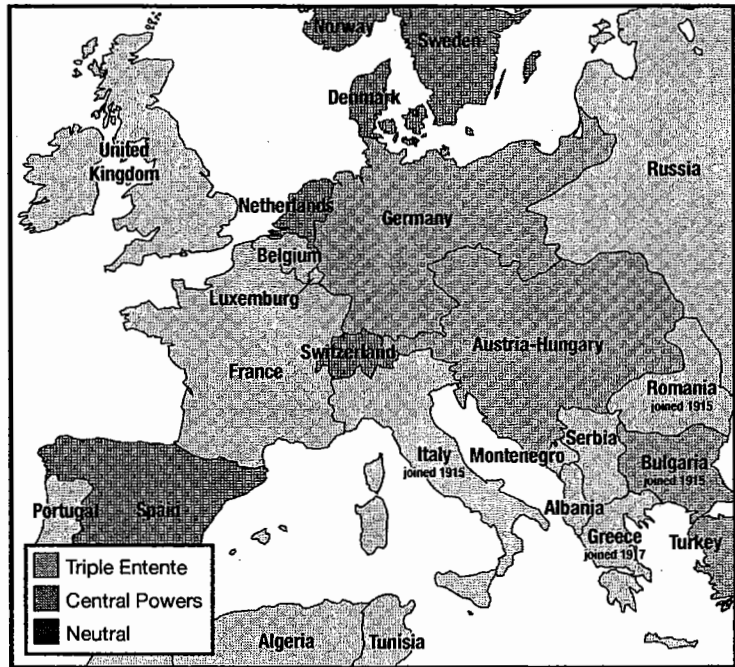 Norway
Sweden
Denmark
United
Kingdom
Russia
Netherlands
Germany
Belgium
Luxemburg
Switzerland
Austria-Hungary
France
Romania
joined 1915
Serbia
Italy
joined 1915
Montenegro
Bulgaria
joined 1915
Portugal
Spain
Albania
Greece
joined 1917
Turkey
Triple Entente
Central Powers
Neutral
Algeria
Tunisia